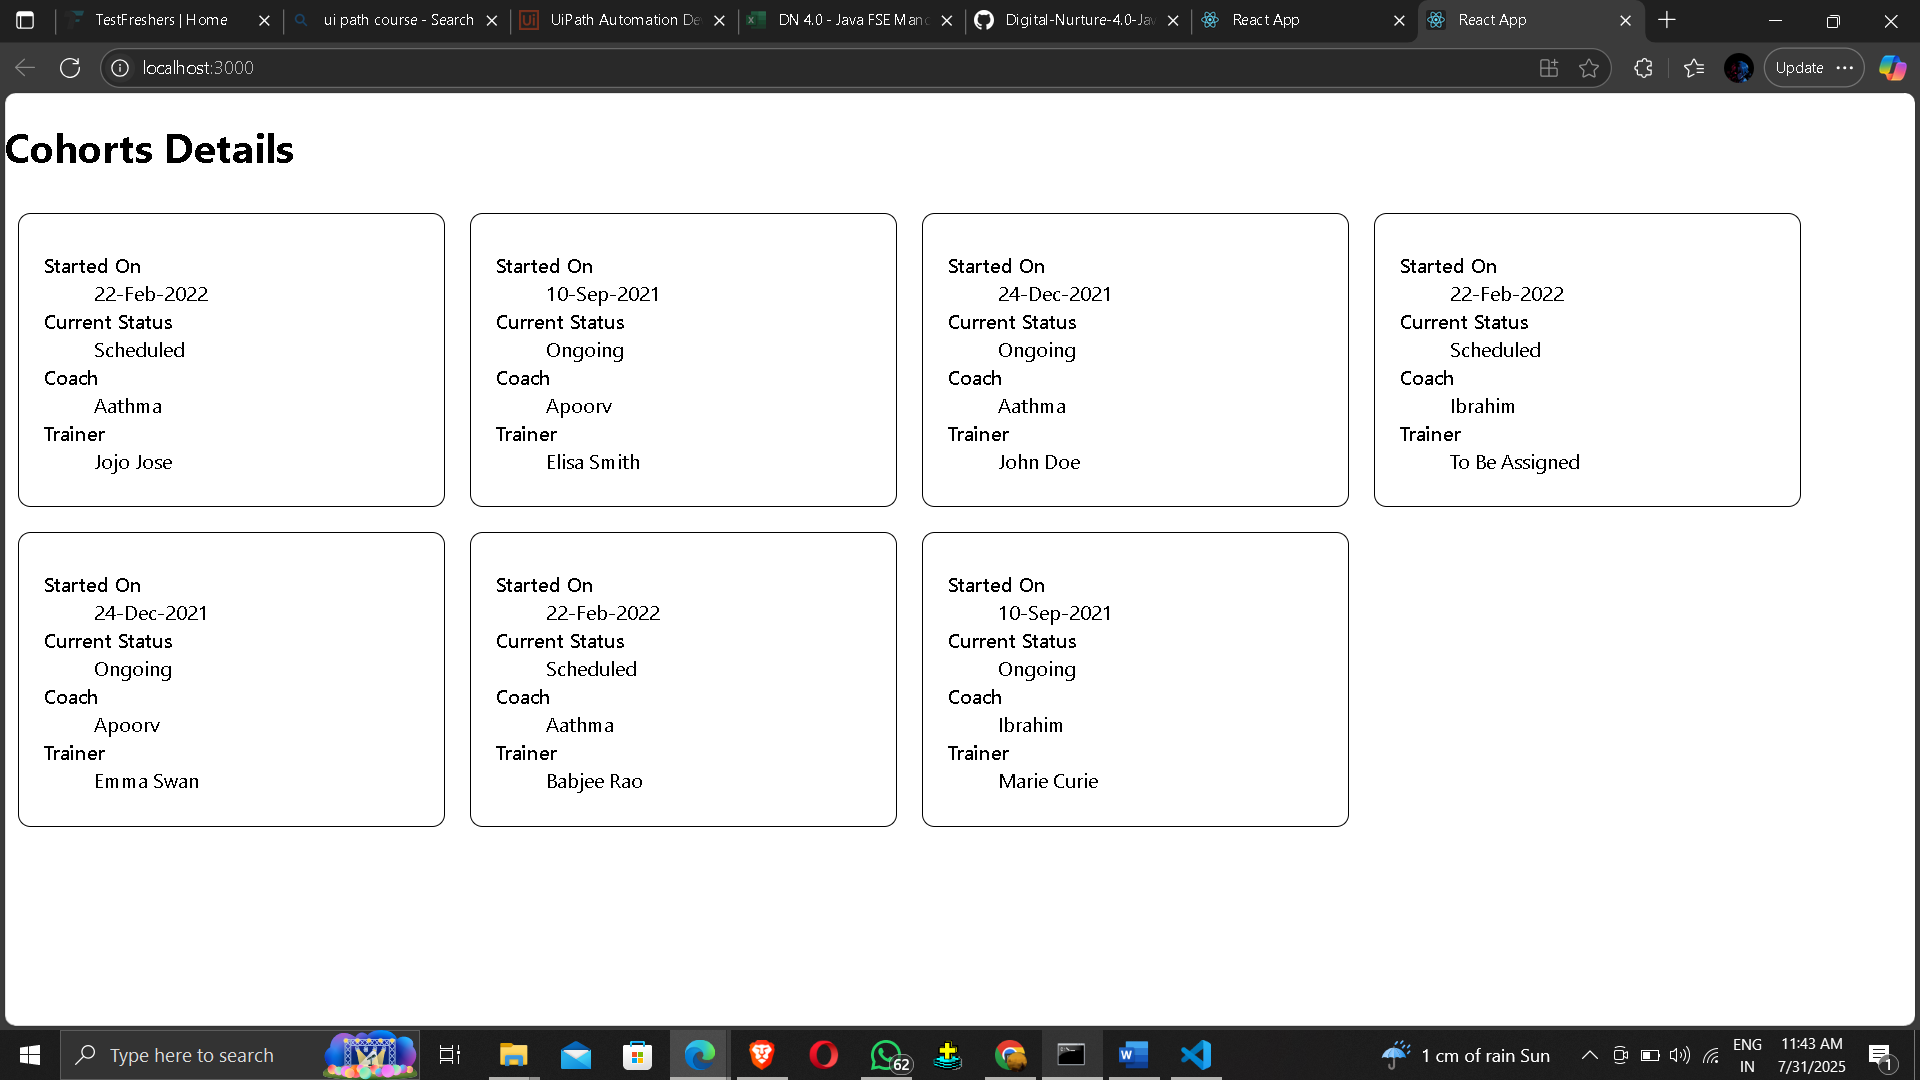 TestFreshers | Home
ui path course - Search
UiPath Automation De
DN 4.0 - Java FSE Man
Digital-Nurture-4.0-Ja
React App
React App
localhost:3000
Update
Cohorts Details
Started On
22-Feb-2022
Current Status
Scheduled
Coach
Aathma
Trainer
Jojo Jose
Started On
10-Sep-2021
Current Status
Ongoing
Coach
Apoorv
Trainer
Elisa Smith
Started On
24-Dec-2021
Current Status
Ongoing
Coach
Aathma
Trainer
John Doe
Started On
22-Feb-2022
Current Status
Scheduled
Coach
Ibrahim
Trainer
To Be Assigned
Started On
24-Dec-2021
Current Status
Ongoing
Coach
Apoorv
Trainer
Emma Swan
Started On
22-Feb-2022
Current Status
Scheduled
Coach
Aathma
Trainer
Babjee Rao
Started On
10-Sep-2021
Current Status
Ongoing
Coach
Ibrahim
Trainer
Marie Curie
Type here to search
62
1 cm of rain Sun
ENG
IN
11:43 AM
7/31/2025
1